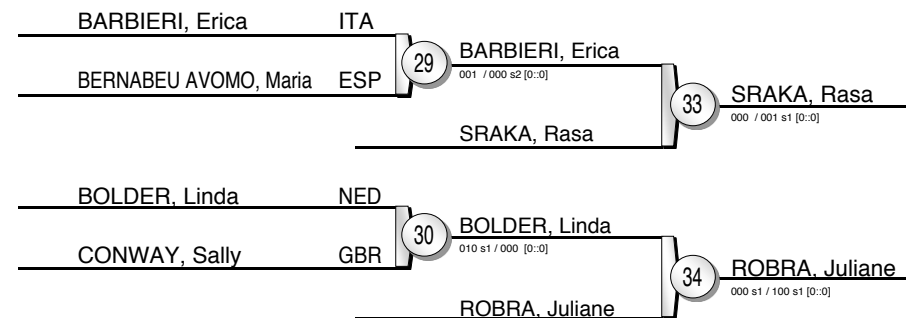 BARBIERI, Erica ITA
BERNABEU AVOMO, Maria ESP
29
BARBIERI, Erica
001 / 000 s2 [0::0]
SRAKA, Rasa
33
SRAKA, Rasa
000 / 001 s1 [0::0]
BOLDER, Linda NED
CONWAY, Sally GBR
30
BOLDER, Linda
010 s1 / 000 [0::0]
ROBRA, Juliane
34
ROBRA, Juliane
000 s1 / 100 s1 [0::0]